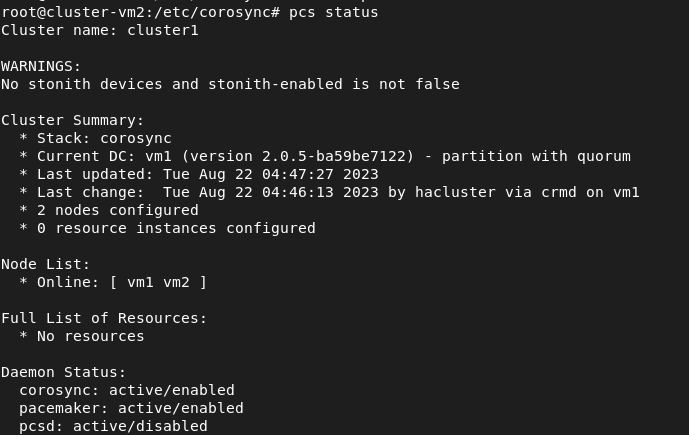 root@cluster-vm2:/etc/corosync# pcs status
Cluster name: cluster1

WARNINGS:
No stonith devices and stonith-enabled is not false

Cluster Summary:
  * Stack: corosync
  * Current DC: vm1 (version 2.0.5-ba59be7122) - partition with quorum
  * Last updated: Tue Aug 22 04:47:27 2023
  * Last change:  Tue Aug 22 04:46:13 2023 by hacluster via crmd on vm1
  * 2 nodes configured
  * 0 resource instances configured

Node List:
  * Online: [ vm1 vm2 ]

Full List of Resources:
  * No resources

Daemon Status:
  corosync: active/enabled
  pacemaker: active/enabled
  pcsd: active/disabled